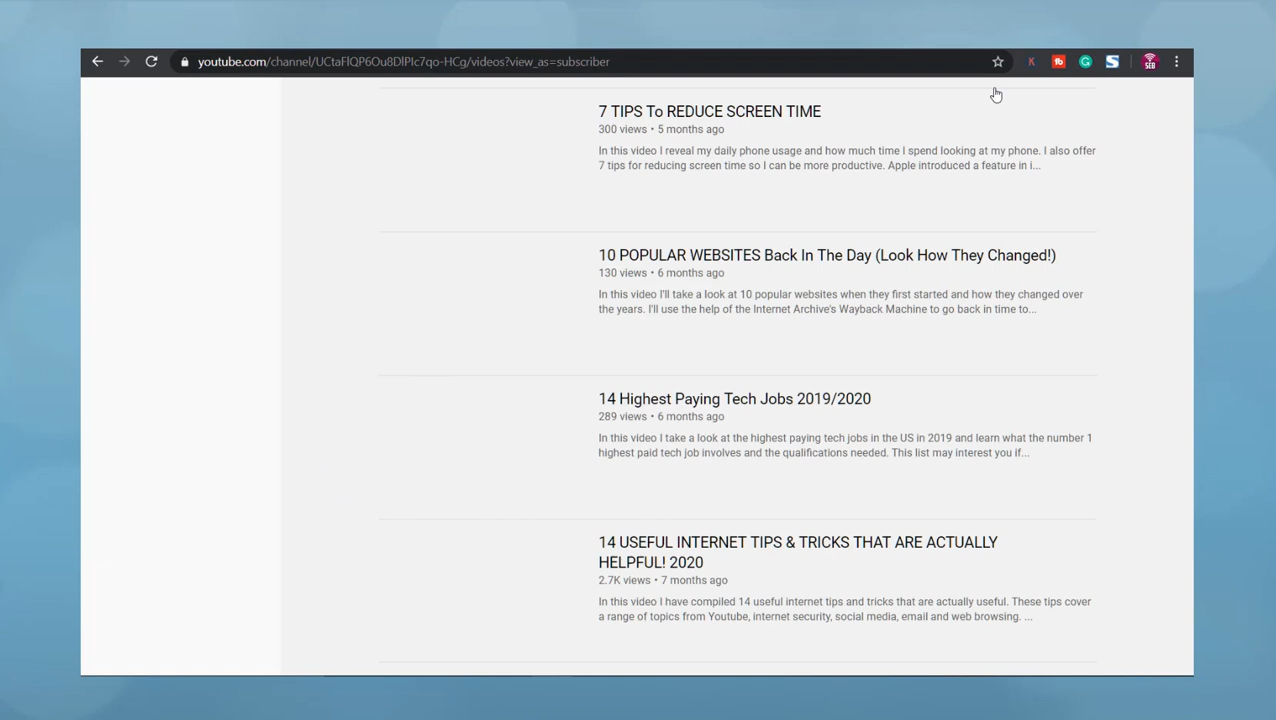 youtube.com/channel/UCtaFlQP6Ou8DlPlc7qo-HCg/videos?view_as=subscriber
K
tb
G
S
SEB
7 TIPS To REDUCE SCREEN TIME
300 views • 5 months ago
In this video I reveal my daily phone usage and how much time I spend looking at my phone. I also offer
7 tips for reducing screen time so I can be more productive. Apple introduced a feature in i...
10 POPULAR WEBSITES Back In The Day (Look How They Changed!)
130 views • 6 months ago
In this video I'll take a look at 10 popular websites when they first started and how they changed over
the years. I'll use the help of the Internet Archive's Wayback Machine to go back in time to...
14 Highest Paying Tech Jobs 2019/2020
289 views • 6 months ago
In this video I take a look at the highest paying tech jobs in the US in 2019 and learn what the number 1
highest paid tech job involves and the qualifications needed. This list may interest you if...
14 USEFUL INTERNET TIPS & TRICKS THAT ARE ACTUALLY
HELPFUL! 2020
2.7K views • 7 months ago
In this video I have compiled 14 useful internet tips and tricks that are actually useful. These tips cover
a range of topics from Youtube, internet security, social media, email and web browsing. ...